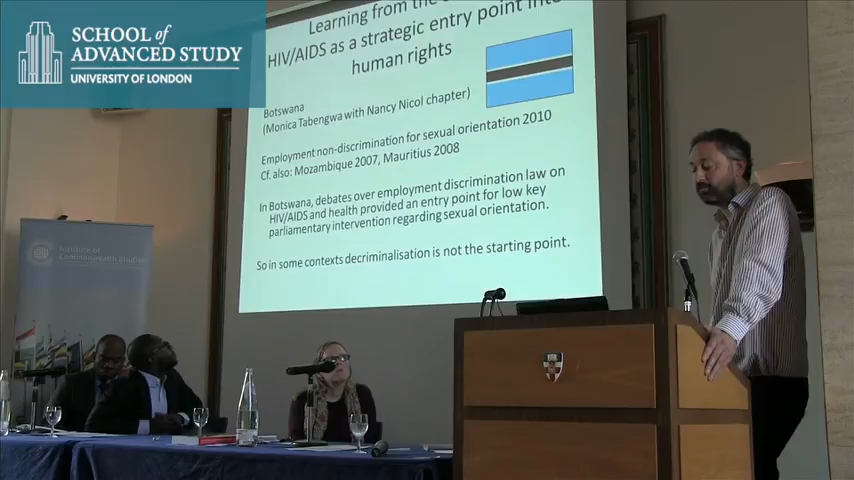 SCHOOL of
ADVANCED STUDY
UNIVERSITY OF LONDON
Learning from the
HIV/AIDS as a strategic entry point into
human rights
Botswana
(Monica Tabengwa with Nancy Nicol chapter)
Employment non-discrimination for sexual orientation 2010
Cf. also: Mozambique 2007, Mauritius 2008
In Botswana, debates over employment discrimination law on
HIV/AIDS and health provided an entry point for low key
parliamentary intervention regarding sexual orientation.
So in some contexts decriminalisation is not the starting point.
Institute of
Commonwealth Studies